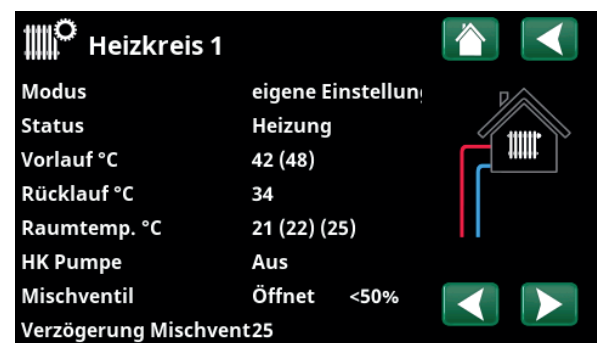 Heizkreis 1
Modus eigene Einstellun
Status Heizung
Vorlauf °C 42 (48)
Rücklauf °C 34
Raumtemp. °C 21 (22) (25)
HK Pumpe Aus
Mischventil Öffnet <50%
Verzögerung Mischvent25